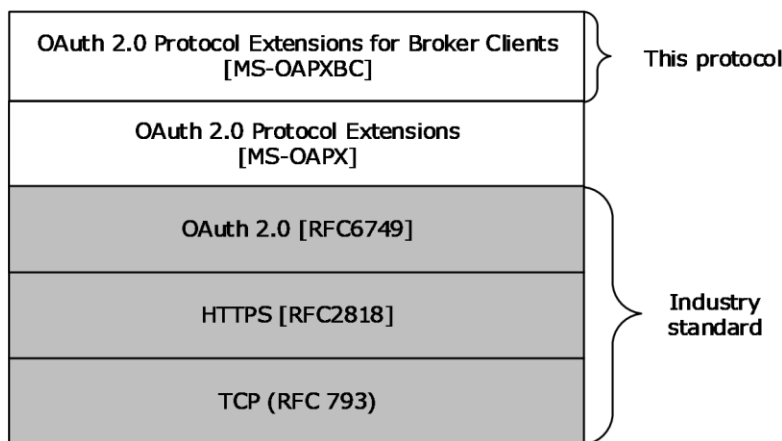 OAuth 2.0 Protocol Extensions for Broker Clients
[MS-OAPXBC]
This protocol
OAuth 2.0 Protocol Extensions
[MS-OAPX]
OAuth 2.0 [RFC6749]
HTTPS [RFC2818]
Industry
standard
TCP (RFC 793)